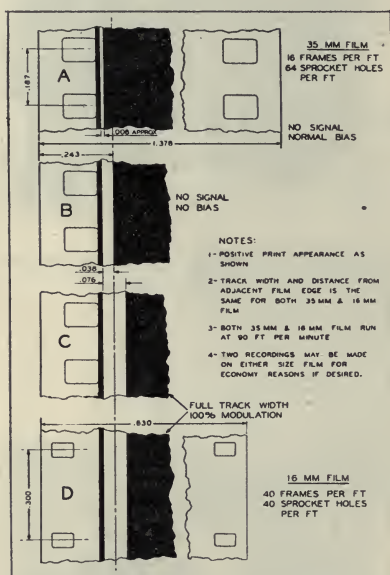 35 MM FILM
16 FRAMES PER FT
64 SPROCKET HOLES
PER FT
A
.187
.008 APPROX
NO SIGNAL
NORMAL BIAS
1.378
.243
B
NO SIGNAL
NO BIAS
NOTES:
1- POSITIVE PRINT APPEARANCE AS
SHOWN
2- TRACK WIDTH AND DISTANCE FROM
ADJACENT FILM EDGE IS THE
SAME FOR BOTH 35 MM & 16 MM
FILM
3- BOTH 35 MM & 16 MM FILM RUN
AT 90 FT PER MINUTE
4- TWO RECORDINGS MAY BE MADE
ON EITHER SIZE FILM FOR
ECONOMY REASONS IF DESIRED.
.038
.076
C
FULL TRACK WIDTH
100% MODULATION
.630
D
.300
16 MM FILM
40 FRAMES PER FT
40 SPROCKET HOLES
PER FT